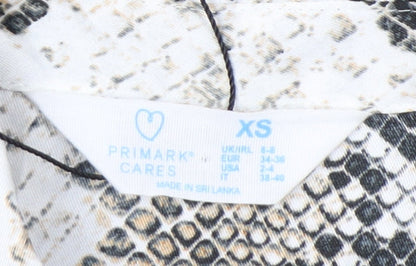 XS
PRIMARK®
CARES
UK/IRL 6-8
EUR 34-36
USA 2-4
IT 38-40
MADE IN SRI LANKA